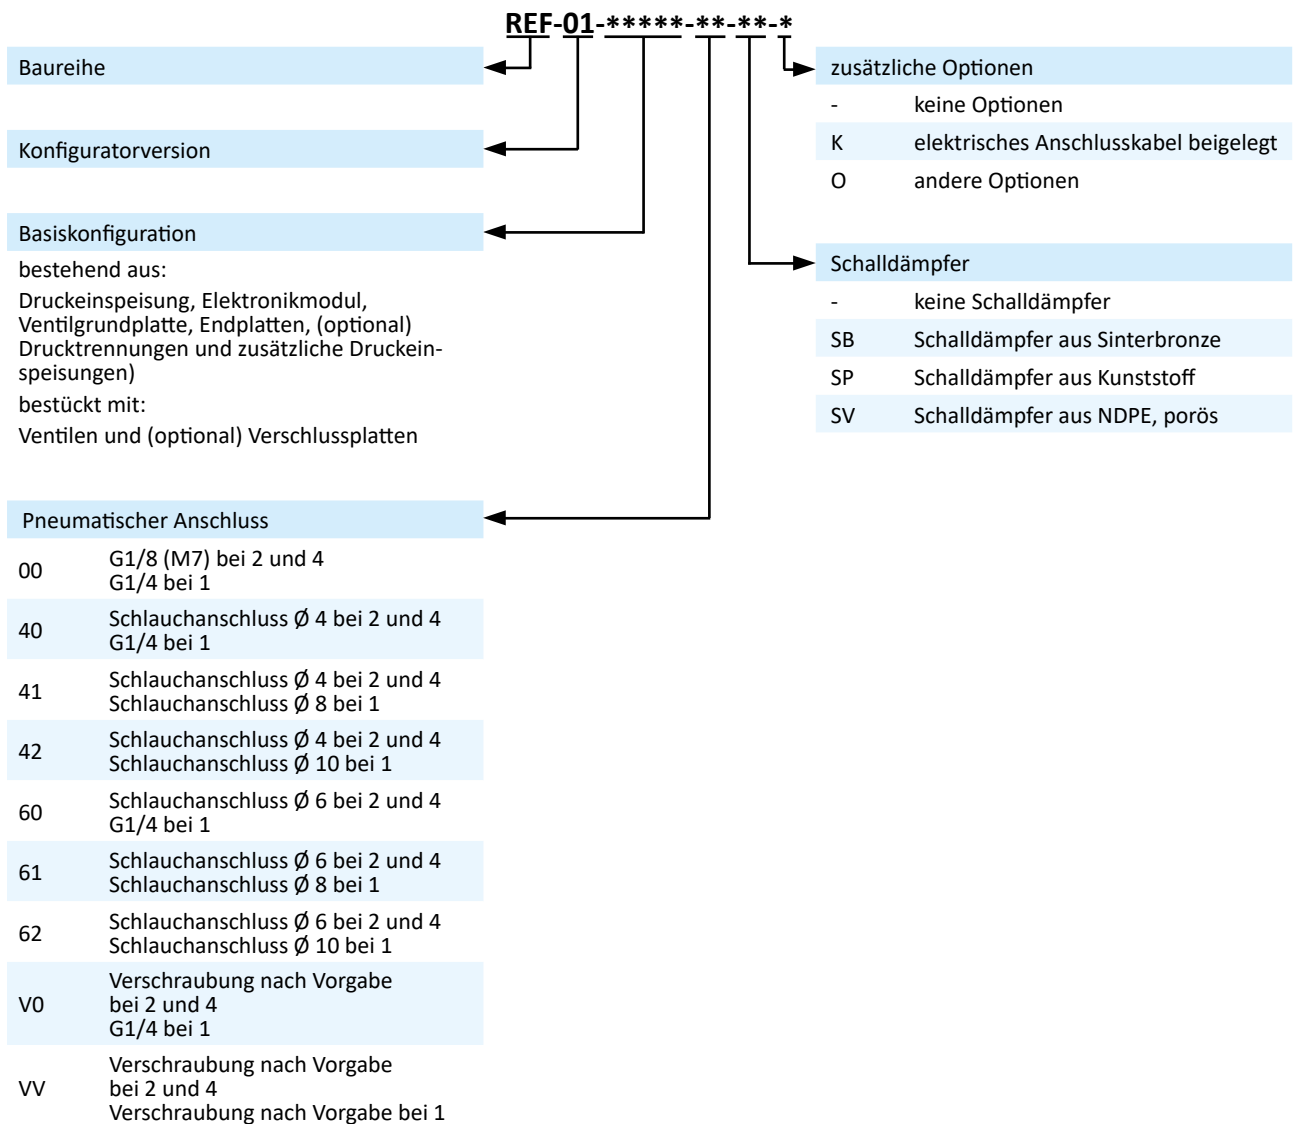 REF-01-*****-**-**-*
Baureihe
Konfiguratorversion
Basiskonfiguration
bestehend aus:
Druckeinspeisung, Elektronikmodul,
Ventilgrundplatte, Endplatten, (optional)
Drucktrennungen und zusätzliche Druckein-
speisungen)
bestückt mit:
Ventilen und (optional) Verschlussplatten
Pneumatischer Anschluss
00 G1/8 (M7) bei 2 und 4
G1/4 bei 1
40 Schlauchanschluss Ø 4 bei 2 und 4
G1/4 bei 1
41 Schlauchanschluss Ø 4 bei 2 und 4
Schlauchanschluss Ø 8 bei 1
42 Schlauchanschluss Ø 4 bei 2 und 4
Schlauchanschluss Ø 10 bei 1
60 Schlauchanschluss Ø 6 bei 2 und 4
G1/4 bei 1
61 Schlauchanschluss Ø 6 bei 2 und 4
Schlauchanschluss Ø 8 bei 1
62 Schlauchanschluss Ø 6 bei 2 und 4
Schlauchanschluss Ø 10 bei 1
V0 Verschraubung nach Vorgabe
bei 2 und 4
G1/4 bei 1
VV Verschraubung nach Vorgabe
bei 2 und 4
Verschraubung nach Vorgabe bei 1
zusätzliche Optionen
- keine Optionen
K elektrisches Anschlusskabel beigelegt
O andere Optionen
Schalldämpfer
- keine Schalldämpfer
SB Schalldämpfer aus Sinterbronze
SP Schalldämpfer aus Kunststoff
SV Schalldämpfer aus NDPE, porös